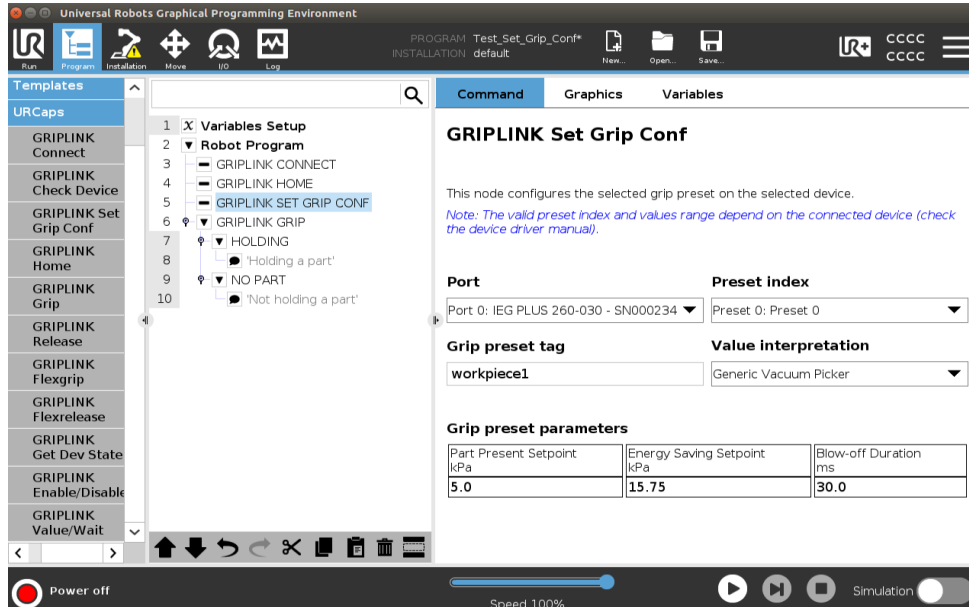 Universal Robots Graphical Programming Environment
UR
Run
Program
Installation
Move
I/O
Log
PROGRAM Test_Set_Grip_Conf*
INSTALLATION default
New...
Open...
Save...
UR+
CCCC
CCCC
Templates
URCaps
GRIPLINK
Connect
GRIPLINK
Check Device
GRIPLINK Set
Grip Conf
GRIPLINK
Home
GRIPLINK
Grip
GRIPLINK
Release
GRIPLINK
Flexgrip
GRIPLINK
Flexrelease
GRIPLINK
Get Dev State
GRIPLINK
Enable/Disable
GRIPLINK
Value/Wait
1 X Variables Setup
2 Robot Program
3 GRIPLINK CONNECT
4 GRIPLINK HOME
5 GRIPLINK SET GRIP CONF
6 GRIPLINK GRIP
7 HOLDING
8 'Holding a part'
9 NO PART
10 'Not holding a part'
Command Graphics Variables
GRIPLINK Set Grip Conf
This node configures the selected grip preset on the selected device.
Note: The valid preset index and values range depend on the connected device (check
the device driver manual).
Port Preset index
Port 0: IEG PLUS 260-030 - SN000234 Preset 0: Preset 0
Grip preset tag Value interpretation
workpiece1 Generic Vacuum Picker
Grip preset parameters
Part Present Setpoint Energy Saving Setpoint Blow-off Duration
kPa kPa ms
5.0 15.75 30.0
Power off
Speed 100%
Simulation